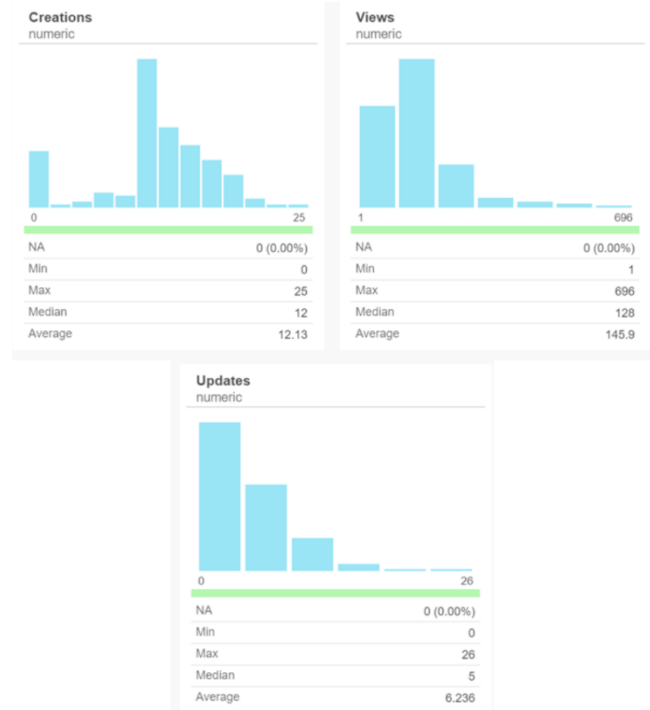 Creations
numeric
0 25
NA 0 (0.00%)
Min 0
Max 25
Median 12
Average 12.13
Views
numeric
1 696
NA 0 (0.00%)
Min 1
Max 696
Median 128
Average 145.9
Updates
numeric
0 26
NA 0 (0.00%)
Min 0
Max 26
Median 5
Average 6.236